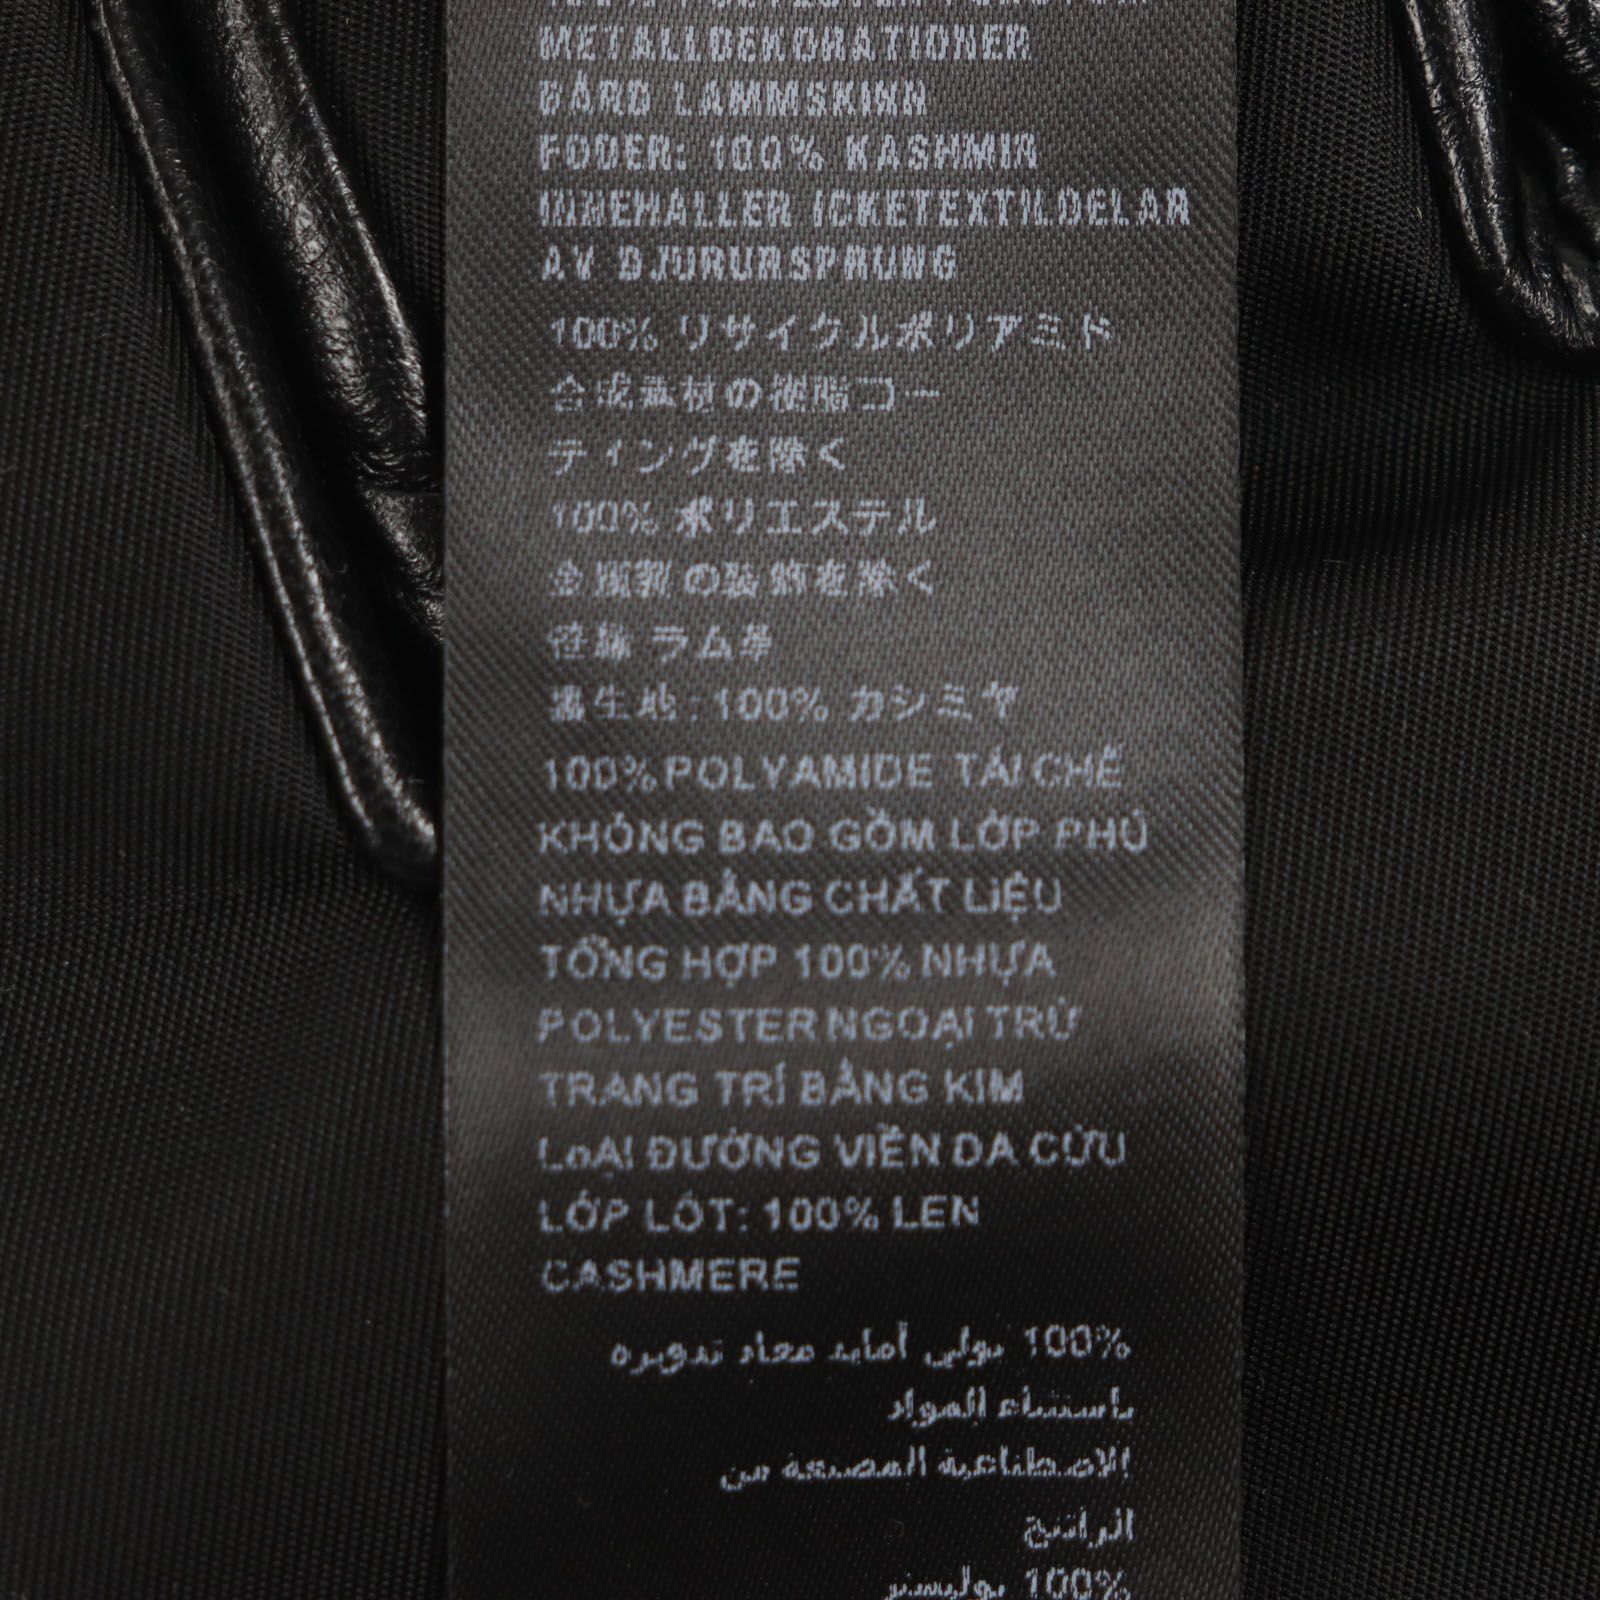 METALLDEKORATIONER
BÅRD LAMMSKINN
FODER: 100% KASHMIR
INNEHÅLLER ICKETEXTILDELAR
AV DJURURSPRUNG
100% リサイクルポリアミド
合成素材の樹脂コー
ティングを除く
100% ポリエステル
金属製の装飾を除く
ラム革
裏生地: 100% カシミヤ
100% POLYAMIDE TÁI CHẾ
KHÔNG BAO GỒM LỚP PHỦ
NHỰA BẰNG CHẤT LIỆU
TỔNG HỢP 100% NHỰA
POLYESTER NGOẠI TRỪ
TRANG TRÍ BẰNG KIM
LOẠI ĐƯỜNG VIỀN DA CỪU
LỚP LÓT: 100% LEN
CASHMERE
100% بولي أمايد معاد تدويره
باستثناء المواد
الاصطناعية المصنعة من
الراتنج
100% بوليستر